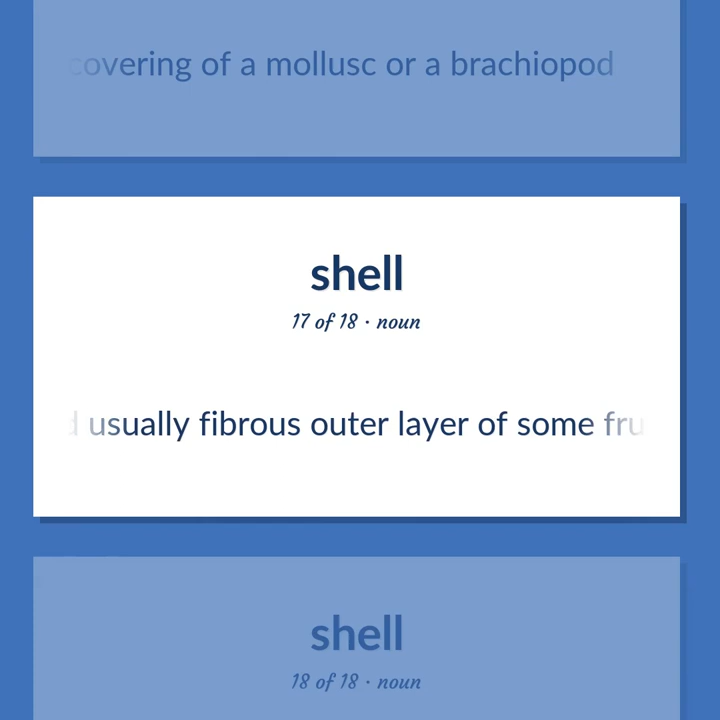 covering of a mollusc or a brachiopod
shell
17 of 18 · noun
usually fibrous outer layer of some
shell
18 of 18 · noun